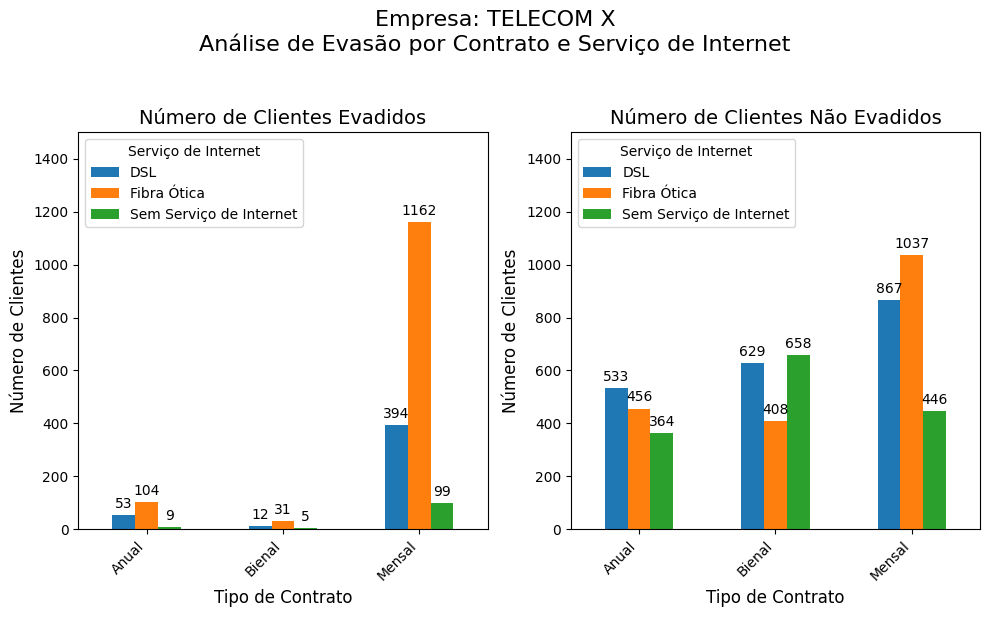 Empresa: TELECOM X
Análise de Evasão por Contrato e Serviço de Internet
Número de Clientes Evadidos
Serviço de Internet
DSL
Fibra Ótica
Sem Serviço de Internet
Número de Clientes
1400
1200
1000
800
600
400
200
0
53
104
9
12
31
5
394
1162
99
Anual
Bienal
Mensal
Tipo de Contrato
Número de Clientes Não Evadidos
Serviço de Internet
DSL
Fibra Ótica
Sem Serviço de Internet
Número de Clientes
1400
1200
1000
800
600
400
200
0
533
456
364
629
408
658
867
1037
446
Anual
Bienal
Mensal
Tipo de Contrato